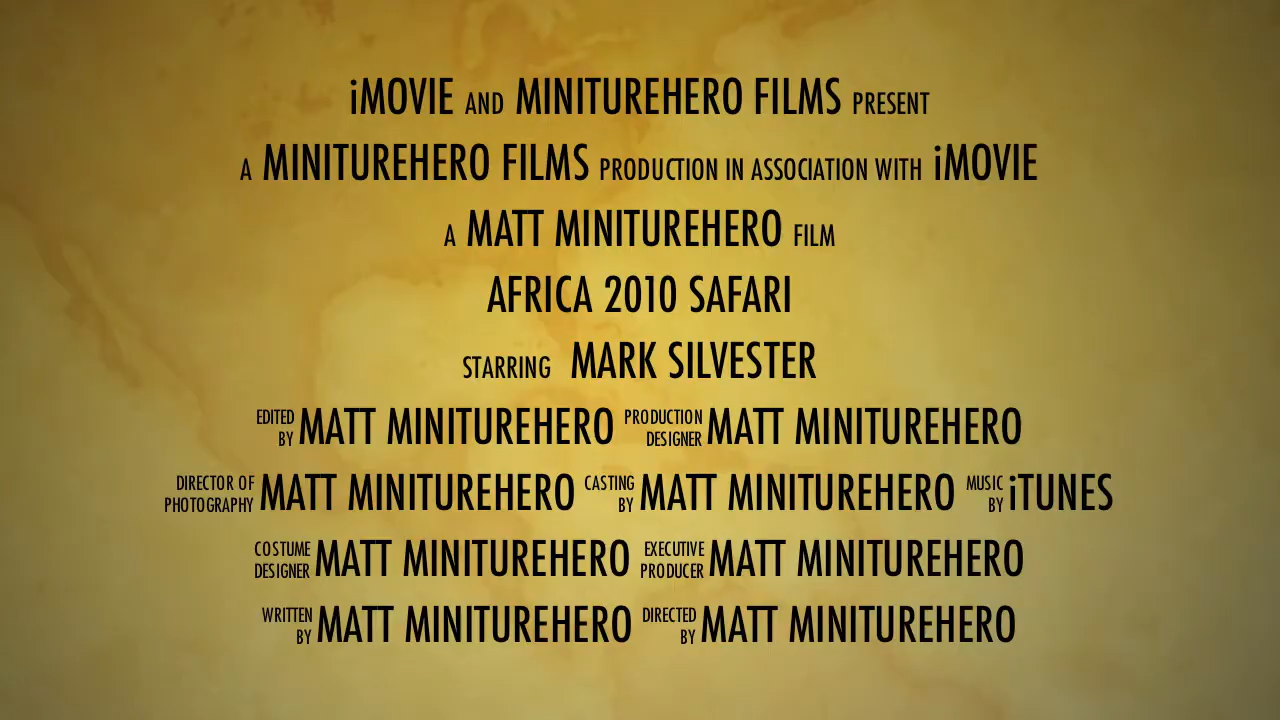 iMOVIE AND MINITUREHERO FILMS PRESENT
A MINITUREHERO FILMS PRODUCTION IN ASSOCIATION WITH iMOVIE
A MATT MINITUREHERO FILM
AFRICA 2010 SAFARI
STARRING MARK SILVESTER
EDITED BY MATT MINITUREHERO PRODUCTION DESIGNER MATT MINITUREHERO
DIRECTOR OF PHOTOGRAPHY MATT MINITUREHERO CASTING BY MATT MINITUREHERO MUSIC BY iTUNES
COSTUME DESIGNER MATT MINITUREHERO EXECUTIVE PRODUCER MATT MINITUREHERO
WRITTEN BY MATT MINITUREHERO DIRECTED BY MATT MINITUREHERO